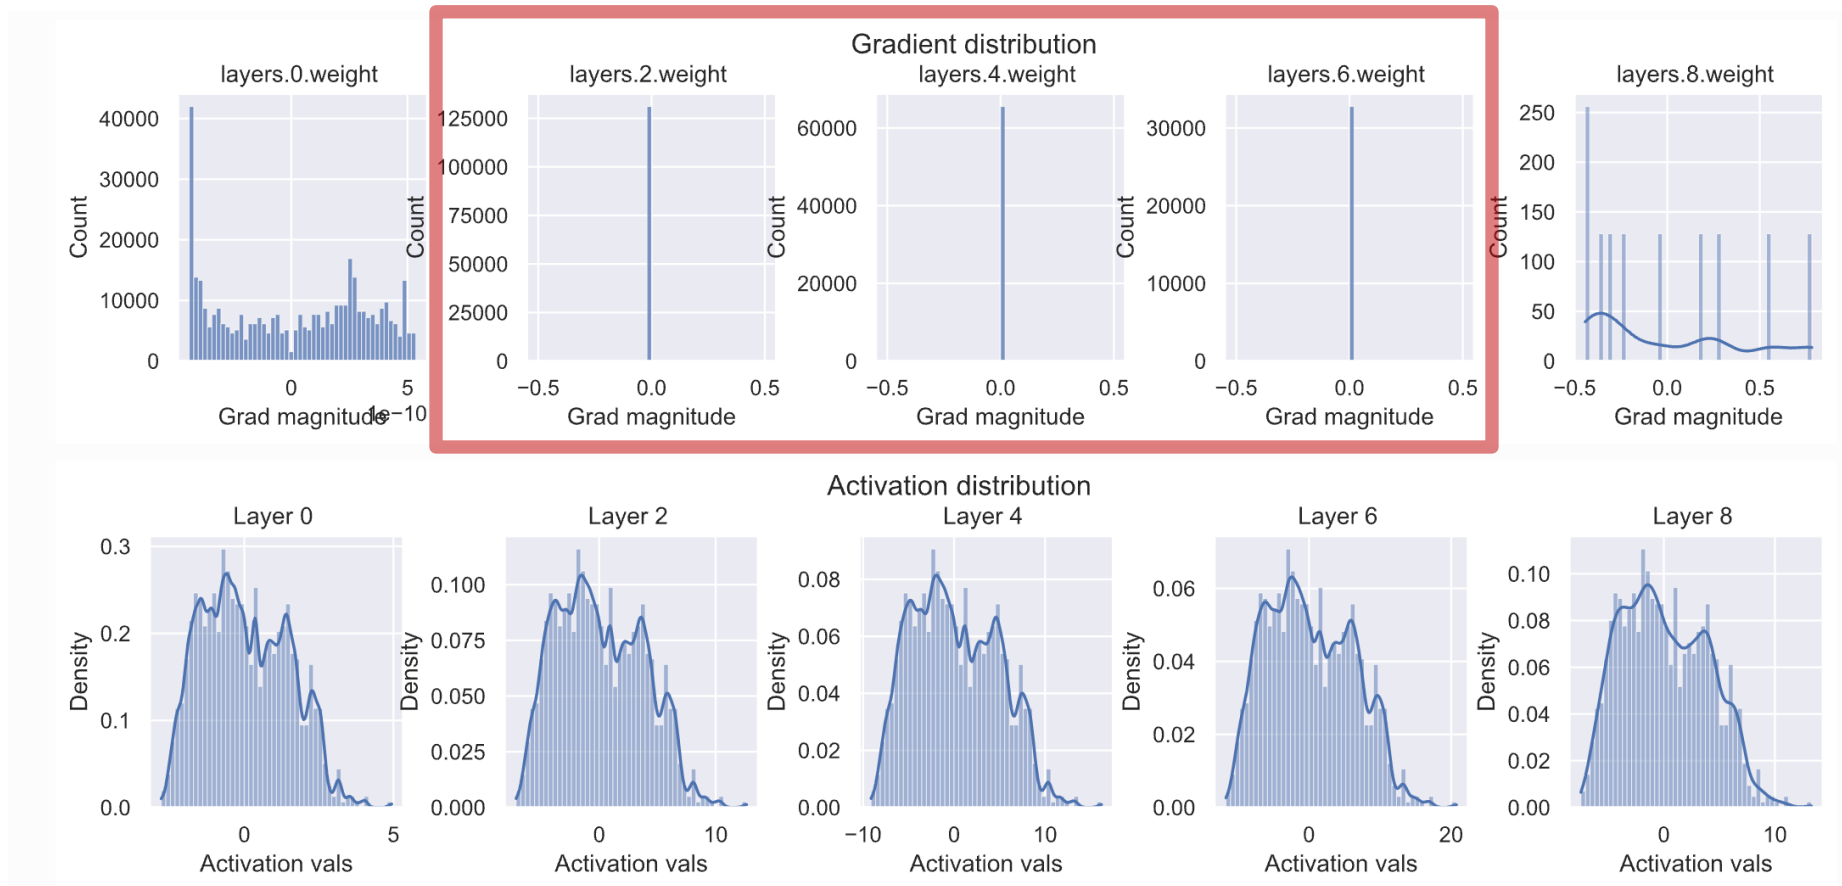 Gradient distribution
layers.0.weight
layers.2.weight
layers.4.weight
layers.6.weight
layers.8.weight
40000
30000
20000
10000
0
Count
0
5
1e−10
Grad magnitude
125000
100000
75000
50000
25000
0
Count
−0.5
0.0
0.5
Grad magnitude
60000
40000
20000
0
Count
−0.5
0.0
0.5
Grad magnitude
30000
20000
10000
0
Count
−0.5
0.0
0.5
Grad magnitude
250
200
150
100
50
0
Count
−0.5
0.0
0.5
Grad magnitude
Activation distribution
Layer 0
Layer 2
Layer 4
Layer 6
Layer 8
0.3
0.2
0.1
0.0
Density
0
5
Activation vals
0.100
0.075
0.050
0.025
0.000
Density
0
10
Activation vals
0.08
0.06
0.04
0.02
0.00
Density
−10
0
10
Activation vals
0.06
0.04
0.02
0.00
Density
0
20
Activation vals
0.10
0.08
0.06
0.04
0.02
0.00
Density
0
10
Activation vals